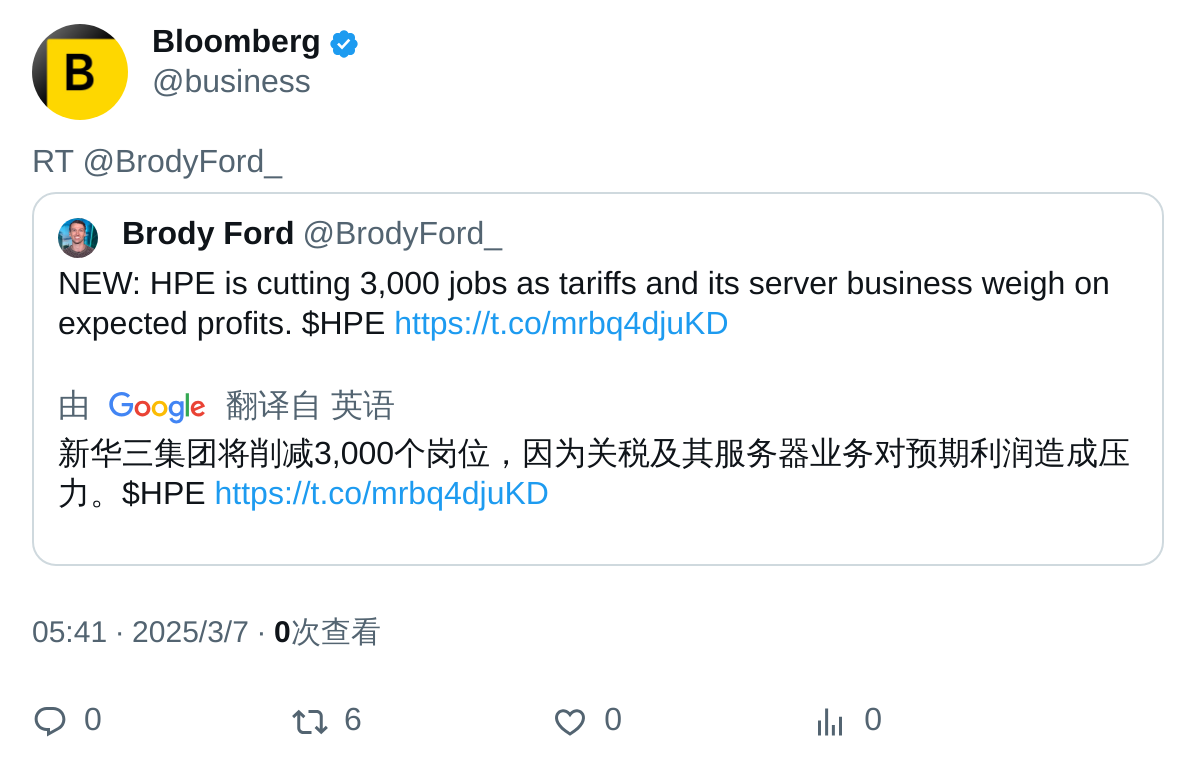 B
Bloomberg
@business
RT @BrodyFord_
Brody Ford @BrodyFord_
NEW: HPE is cutting 3,000 jobs as tariffs and its server business weigh on
expected profits. $HPE https://t.co/mrbq4djuKD
由 Google 翻译自 英语
新华三集团将削减3,000个岗位，因为关税及其服务器业务对预期利润造成压
力。$HPE https://t.co/mrbq4djuKD
05:41 · 2025/3/7 · 0次查看
0 6 0 0